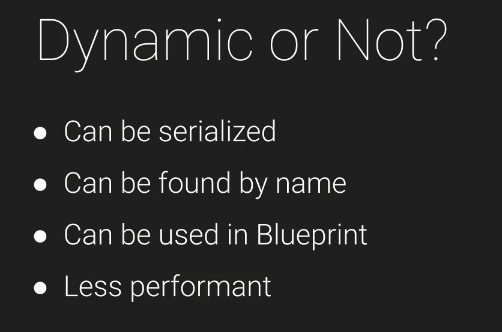 Dynamic or Not?
● Can be serialized
● Can be found by name
● Can be used in Blueprint
● Less performant